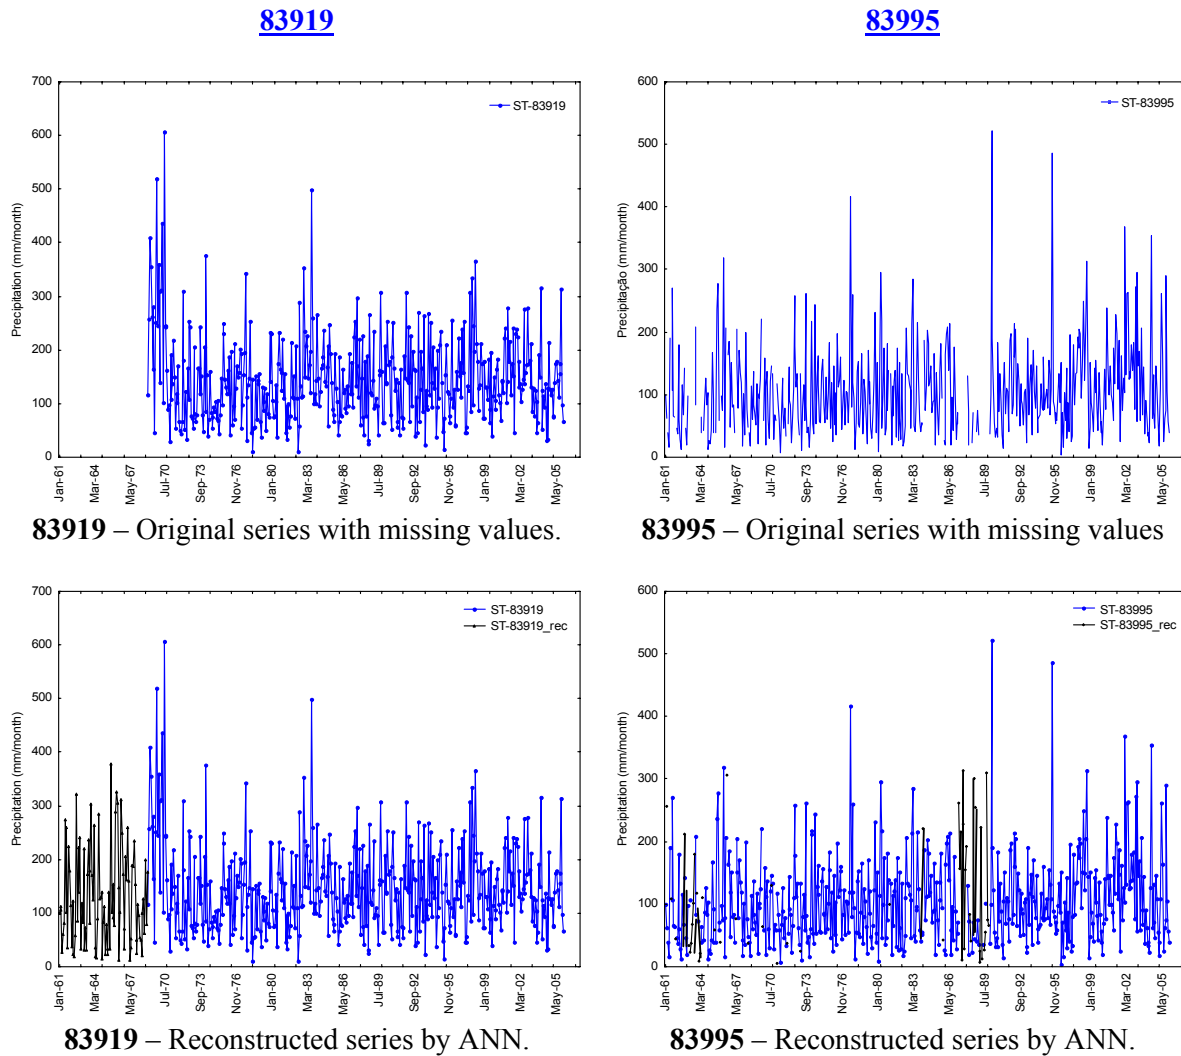 83919
83995
700
600
500
400
300
200
100
0
Precipitation (mm/month)
ST-83919
Jan-61
Mar-64
May-67
Jul-70
Sep-73
Nov-76
Jan-80
Mar-83
May-86
Jul-89
Sep-92
Nov-95
Jan-99
Mar-02
May-05
600
500
400
300
200
100
0
Precipitação (mm/month)
ST-83995
Jan-61
Mar-64
May-67
Jul-70
Sep-73
Nov-76
Jan-80
Mar-83
May-86
Jul-89
Sep-92
Nov-95
Jan-99
Mar-02
May-05
83919 – Original series with missing values.
83995 – Original series with missing values
700
600
500
400
300
200
100
0
Precipitation (mm/month)
ST-83919
ST-83919_rec
Jan-61
Mar-64
May-67
Jul-70
Sep-73
Nov-76
Jan-80
Mar-83
May-86
Jul-89
Sep-92
Nov-95
Jan-99
Mar-02
May-05
600
500
400
300
200
100
0
Precipitação (mm/month)
ST-83995
ST-83995_rec
Jan-61
Mar-64
May-67
Jul-70
Sep-73
Nov-76
Jan-80
Mar-83
May-86
Jul-89
Sep-92
Nov-95
Jan-99
Mar-02
May-05
83919 – Reconstructed series by ANN.
83995 – Reconstructed series by ANN.